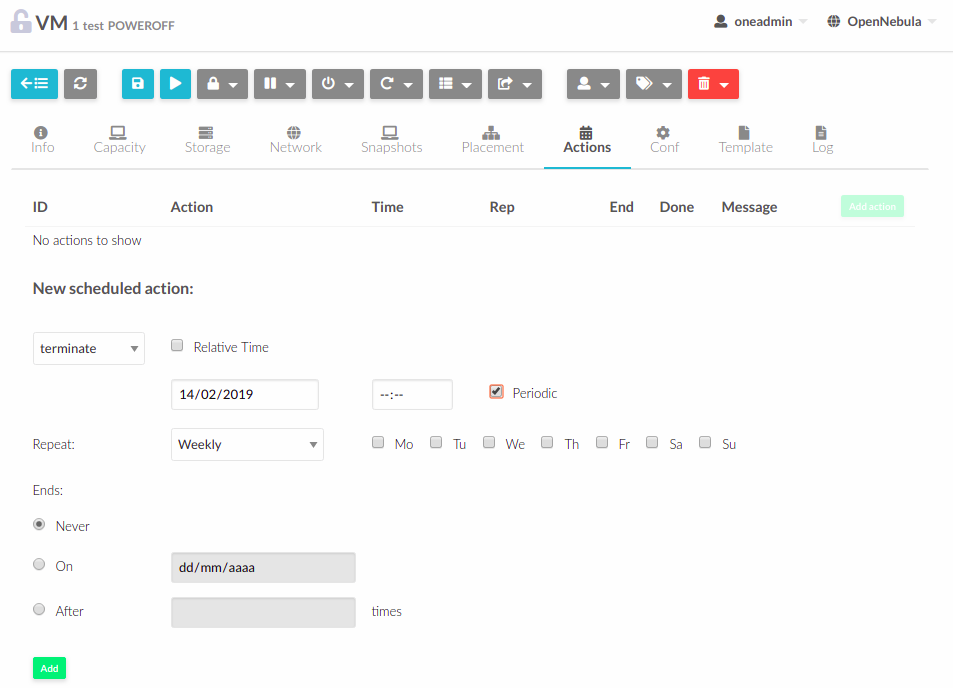 VM 1 test POWEROFF
oneadmin OpenNebula
Info Capacity Storage Network Snapshots Placement Actions Conf Template Log
ID Action Time Rep End Done Message Add action
No actions to show
New scheduled action:
terminate Relative Time
14/02/2019 --:-- Periodic
Repeat: Weekly Mo Tu We Th Fr Sa Su
Ends:
Never
On dd/mm/aaaa
After times
Add